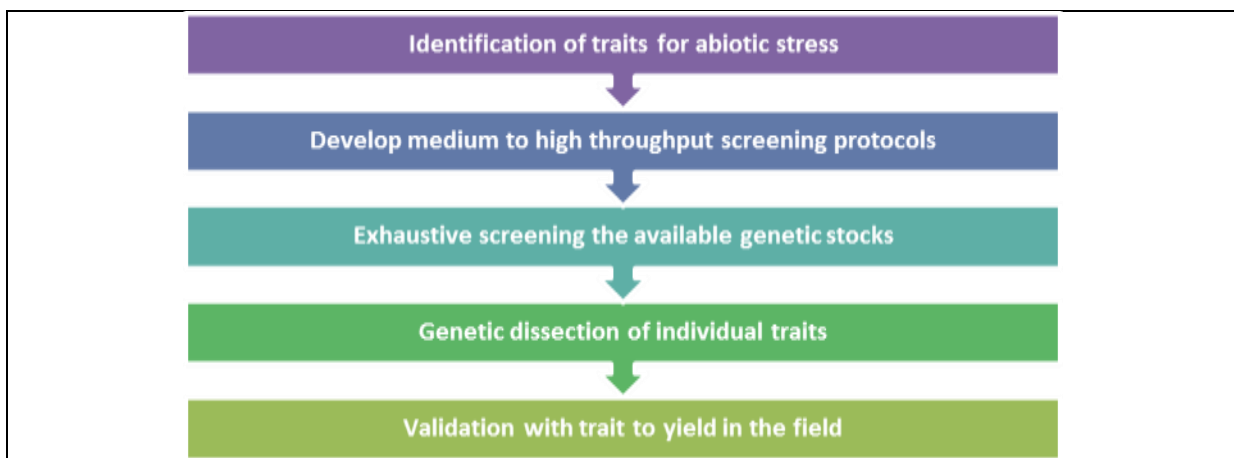 Identification of traits for abiotic stress
Develop medium to high throughput screening protocols
Exhaustive screening the available genetic stocks
Genetic dissection of individual traits
Validation with trait to yield in the field